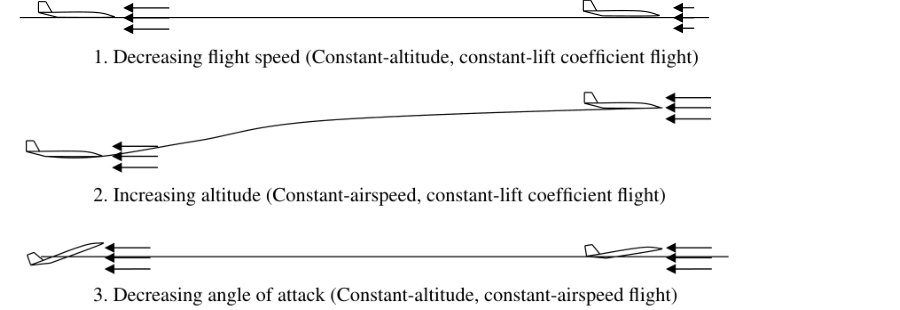 1. Decreasing flight speed (Constant-altitude, constant-lift coefficient flight)
2. Increasing altitude (Constant-airspeed, constant-lift coefficient flight)
3. Decreasing angle of attack (Constant-altitude, constant-airspeed flight)